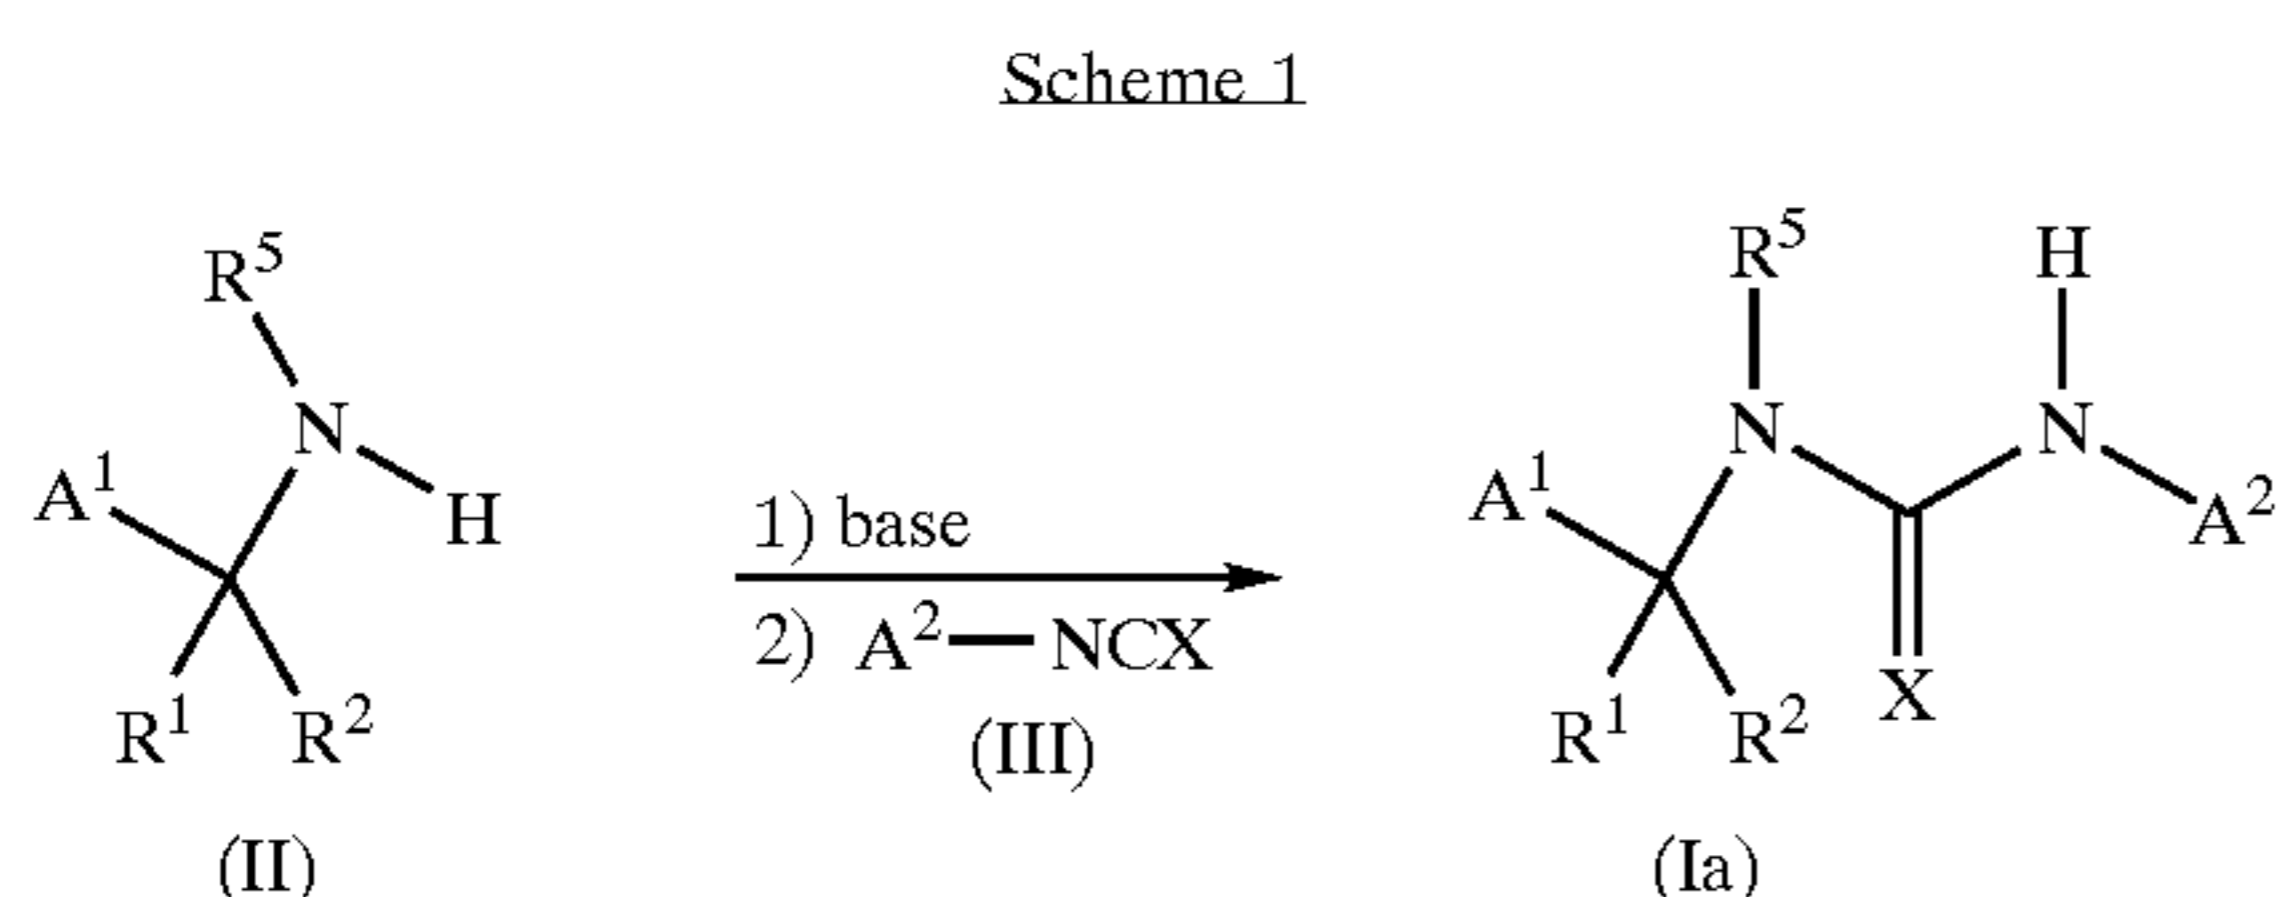 Scheme 1
R⁵ R⁵ H
N N N
A¹ H A¹ A²
1) base
2) A²—NCX
R¹ R² (III) R¹ R² X
(II) (Ia)